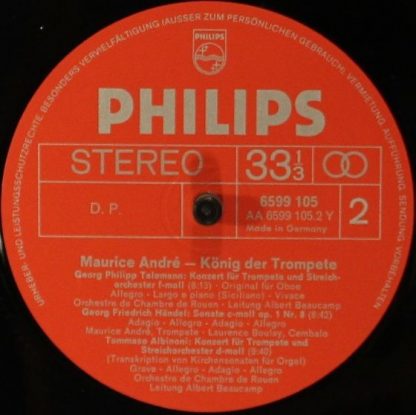 URHEBER- UND LEISTUNGSSCHUTZRECHTE BESONDERS VERVIELFÄLTIGUNG (AUSSER ZUM PERSÖNLICHEN GEBRAUCH), VERMIETUNG, AUFFÜHRUNG, SENDUNG VORBEHALTEN.
PHILIPS
PHILIPS
STEREO
33 1/3
D. P.
6599 105
AA 6599 105.2 Y
Made in Germany
2
Maurice André – König der Trompete
Georg Philipp Telemann: Konzert für Trompete und Streich-
orchester f-moll (8:13) - Original für Oboe
Allegro - Largo e piano (Siciliano) - Vivace
Orchestre de Chambre de Rouen - Leitung Albert Beaucamp
Georg Friedrich Händel: Sonate c-moll op. 1 Nr. 8 (6:42)
Adagio - Allegro - Adagio - Allegro
Maurice André, Trompete - Laurence Boulay, Cembalo
Tommaso Albinoni: Konzert für Trompete und
Streichorchester d-moll (8:40)
(Transkription von Kirchensonaten für Orgel)
Grave - Allegro - Adagio - Allegro
Orchestre de Chambre de Rouen
Leitung Albert Beaucamp